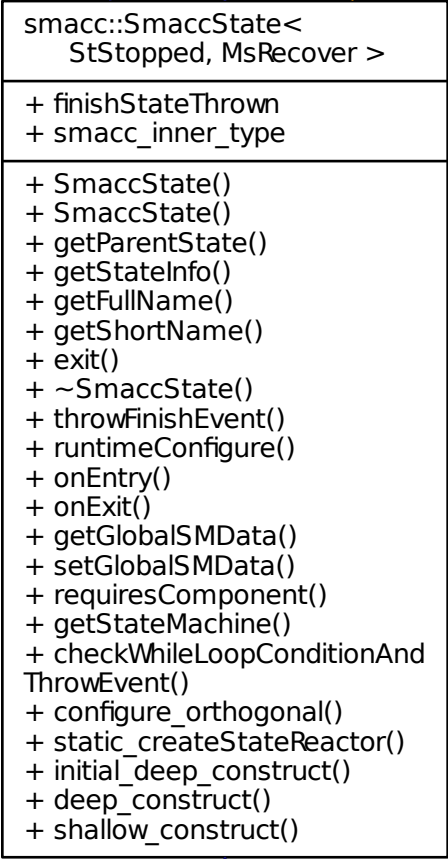 smacc::SmaccState<
StStopped, MsRecover >
+ finishStateThrown
+ smacc_inner_type
+ SmaccState()
+ SmaccState()
+ getParentState()
+ getStateInfo()
+ getFullName()
+ getShortName()
+ exit()
+ ~SmaccState()
+ throwFinishEvent()
+ runtimeConfigure()
+ onEntry()
+ onExit()
+ getGlobalSMData()
+ setGlobalSMData()
+ requiresComponent()
+ getStateMachine()
+ checkWhileLoopConditionAnd
ThrowEvent()
+ configure_orthogonal()
+ static_createStateReactor()
+ initial_deep_construct()
+ deep_construct()
+ shallow_construct()